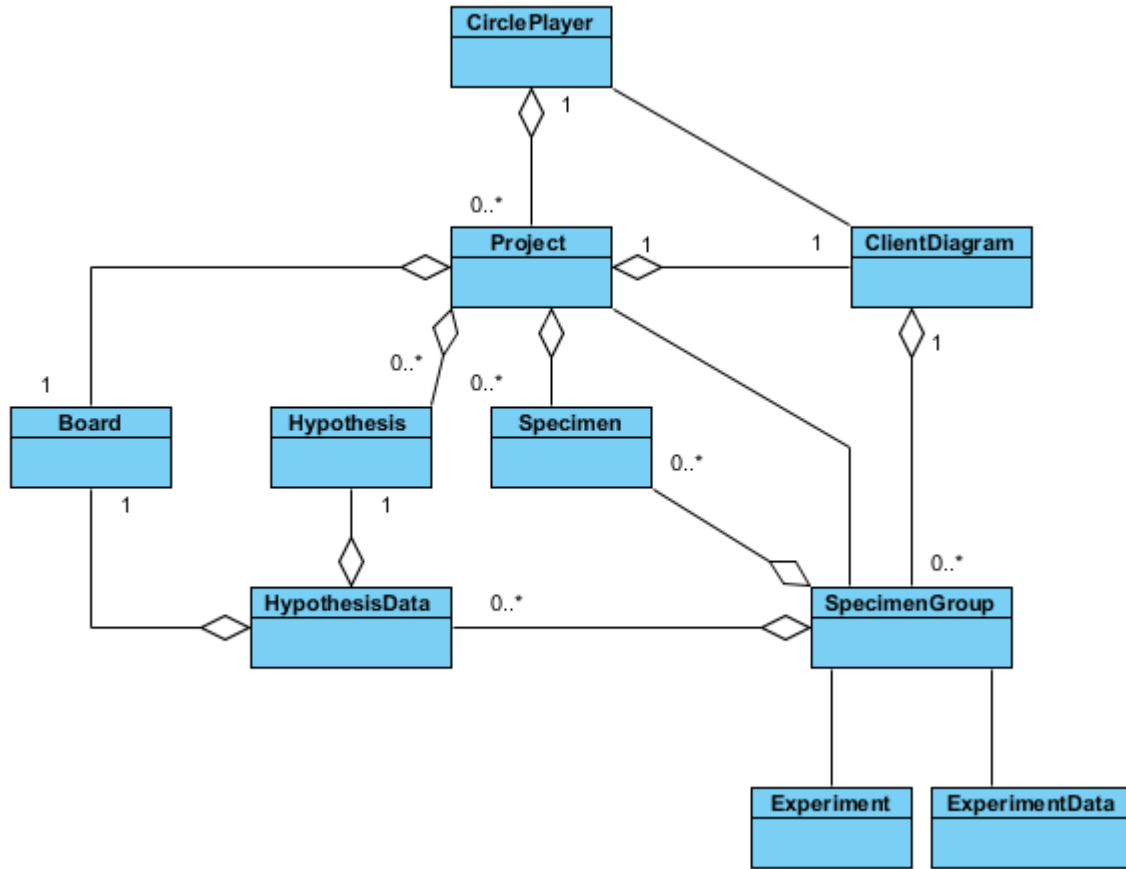 CirclePlayer
1
0..*
Project
1
1
ClientDiagram
1
0..*
0..*
1
Board
Hypothesis
Specimen
0..*
1
1
0..*
0..*
HypothesisData
SpecimenGroup
Experiment
ExperimentData